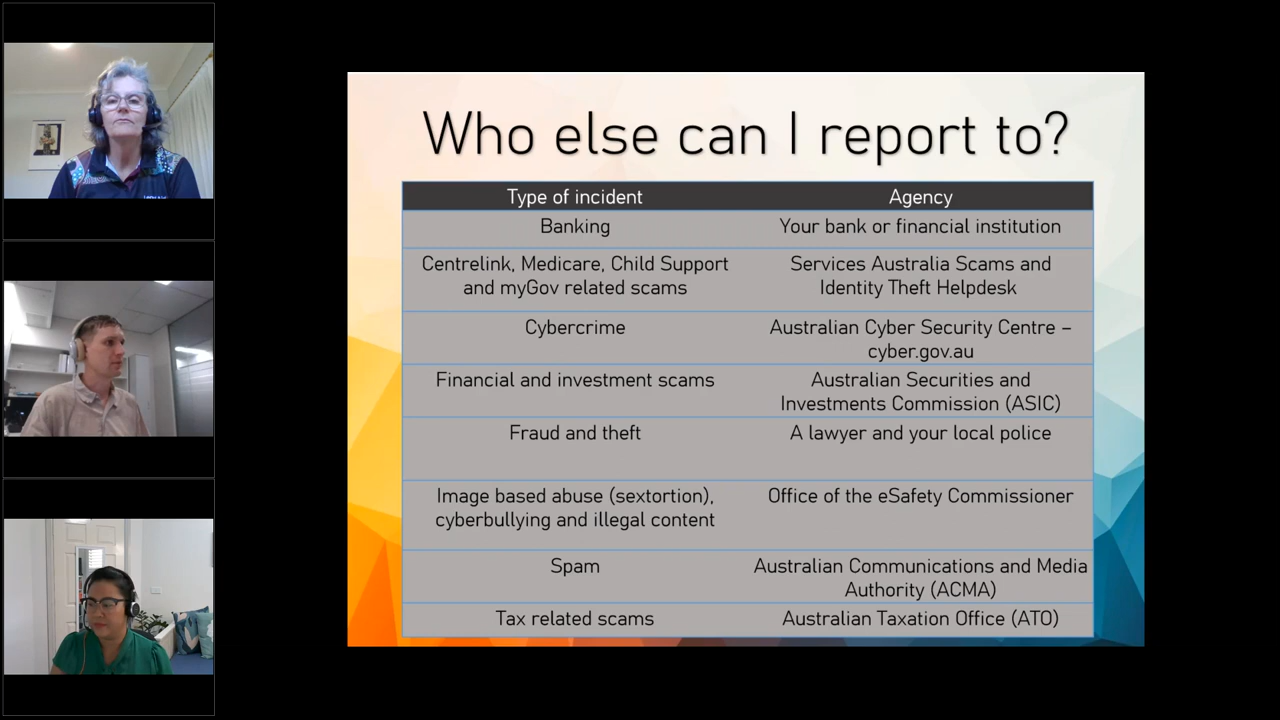 Who else can I report to?
Type of incident Agency
Banking Your bank or financial institution
Centrelink, Medicare, Child Support
and myGov related scams
Services Australia Scams and
Identity Theft Helpdesk
Cybercrime
Australian Cyber Security Centre –
cyber.gov.au
Financial and investment scams
Australian Securities and
Investments Commission (ASIC)
Fraud and theft A lawyer and your local police
Image based abuse (sextortion),
cyberbullying and illegal content
Office of the eSafety Commissioner
Spam
Australian Communications and Media
Authority (ACMA)
Tax related scams Australian Taxation Office (ATO)